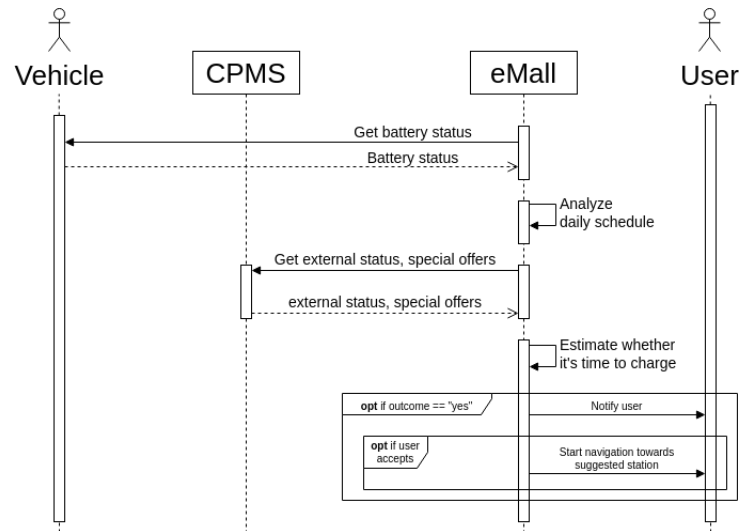 Vehicle
CPMS
eMall
User
Get battery status
Battery status
Analyze
daily schedule
Get external status, special offers
external status, special offers
Estimate whether
it's time to charge
opt if outcome == "yes"
Notify user
opt if user
accepts
Start navigation towards
suggested station